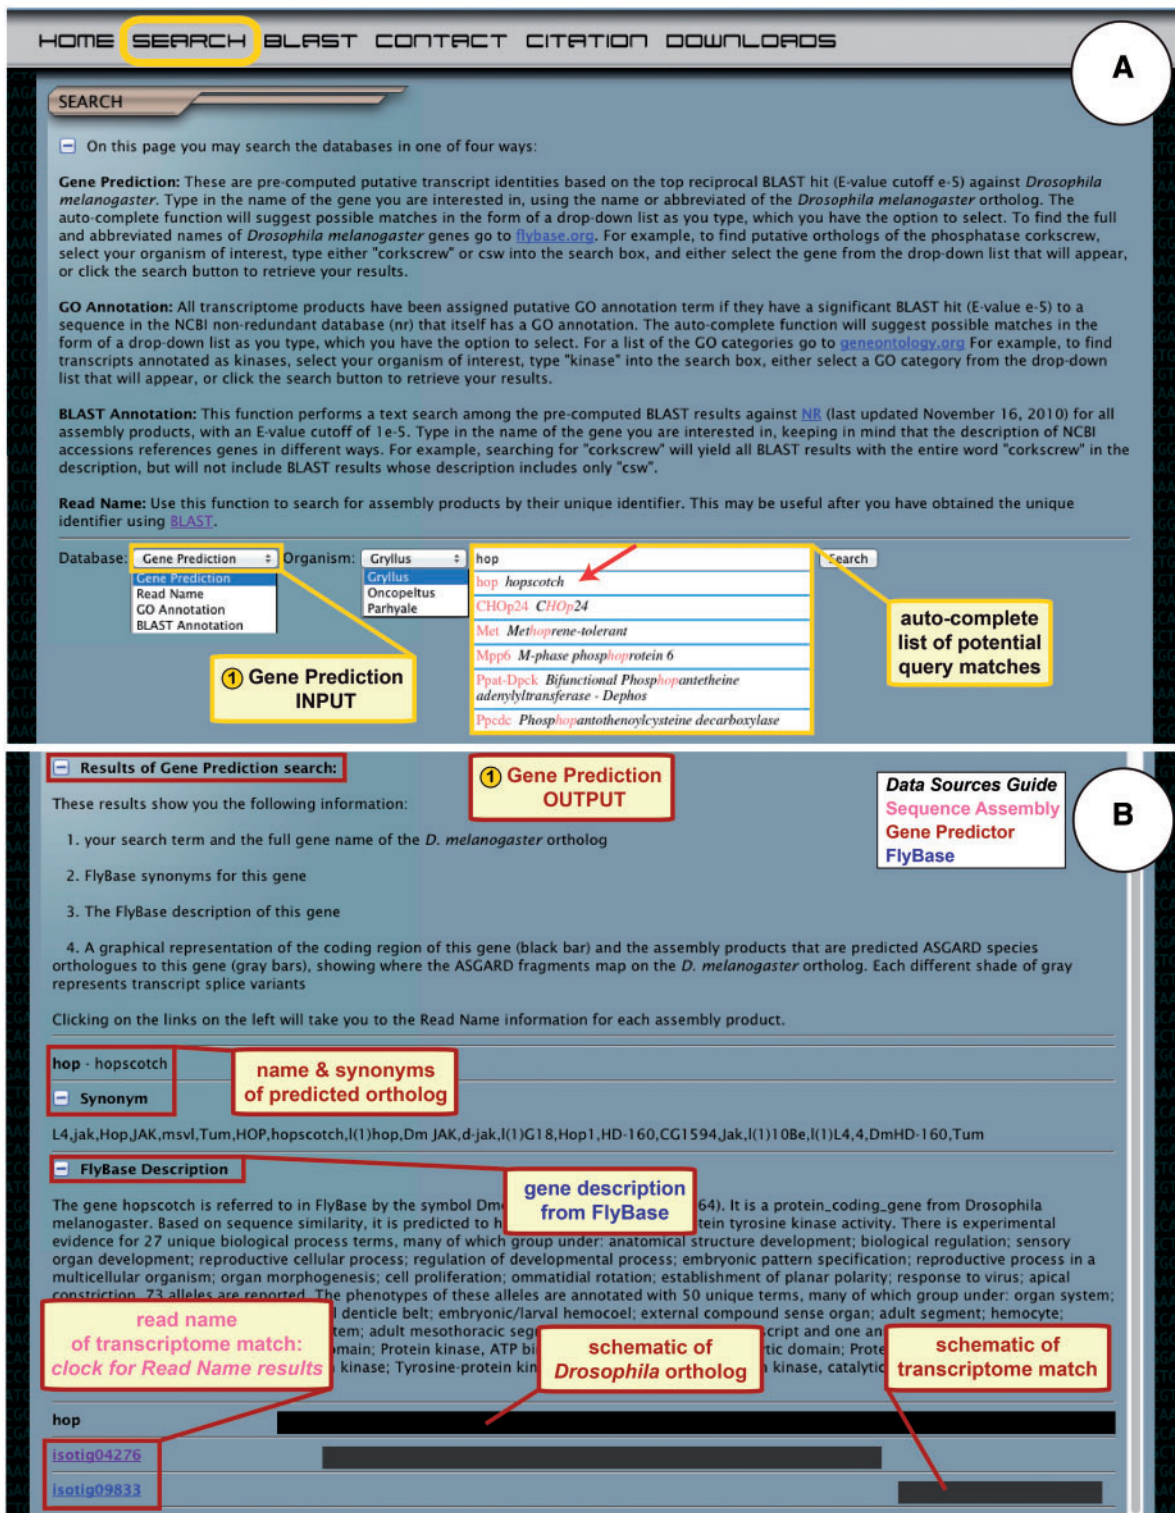 HOME SEARCH BLAST CONTACT CITATION DOWNLOADS
A
SEARCH
On this page you may search the databases in one of four ways:
Gene Prediction: These are pre-computed putative transcript identities based on the top reciprocal BLAST hit (E-value cutoff e-5) against Drosophila
melanogaster. Type in the name of the gene you are interested in, using the name or abbreviated of the Drosophila melanogaster ortholog. The
auto-complete function will suggest possible matches in the form of a drop-down list as you type, which you have the option to select. To find the full
and abbreviated names of Drosophila melanogaster genes go to flybase.org. For example, to find putative orthologs of the phosphatase corkscrew,
select your organism of interest, type either "corkscrew" or csw into the search box, and either select the gene from the drop-down list that will appear,
or click the search button to retrieve your results.
GO Annotation: All transcriptome products have been assigned putative GO annotation term if they have a significant BLAST hit (E-value e-5) to a
sequence in the NCBI non-redundant database (nr) that itself has a GO annotation. The auto-complete function will suggest possible matches in the
form of a drop-down list as you type, which you have the option to select. For a list of the GO categories go to geneontology.org For example, to find
transcripts annotated as kinases, select your organism of interest, type "kinase" into the search box, either select a GO category from the drop-down
list that will appear, or click the search button to retrieve your results.
BLAST Annotation: This function performs a text search among the pre-computed BLAST results against NR (last updated November 16, 2010) for all
assembly products, with an E-value cutoff of 1e-5. Type in the name of the gene you are interested in, keeping in mind that the description of NCBI
accessions references genes in different ways. For example, searching for "corkscrew" will yield all BLAST results with the entire word "corkscrew" in the
description, but will not include BLAST results whose description includes only "csw".
Read Name: Use this function to search for assembly products by their unique identifier. This may be useful after you have obtained the unique
identifier using BLAST.
Database: Gene Prediction Organism: Gryllus hop Search
Gene Prediction
Read Name
GO Annotation
BLAST Annotation
Gryllus
Oncopeltus
Parhyale
hop hopscotch
CHOp24 CHOp24
Met Methoprene-tolerant
Mpp6 M-phase phosphoprotein 6
Ppat-Dpck Bifunctional Phosphopantetheine
adenylyltransferase - Dephos
Ppcdc Phosphopantothenoylcysteine decarboxylase
1 Gene Prediction
INPUT
auto-complete
list of potential
query matches
Results of Gene Prediction search:
1 Gene Prediction
OUTPUT
Data Sources Guide
Sequence Assembly
Gene Predictor
FlyBase
B
These results show you the following information:
1. your search term and the full gene name of the D. melanogaster ortholog
2. FlyBase synonyms for this gene
3. The FlyBase description of this gene
4. A graphical representation of the coding region of this gene (black bar) and the assembly products that are predicted ASGARD species
orthologues to this gene (gray bars), showing where the ASGARD fragments map on the D. melanogaster ortholog. Each different shade of gray
represents transcript splice variants
Clicking on the links on the left will take you to the Read Name information for each assembly product.
hop - hopscotch
name & synonyms
of predicted ortholog
Synonym
L4,jak,Hop,JAK,msvl,Tum,HOP,hopscotch,l(1)hop,Dm JAK,d-jak,l(1)G18,Hop1,HD-160,CG1594,Jak,l(1)10Be,l(1)L4,4,DmHD-160,Tum
FlyBase Description
gene description
from FlyBase
The gene hopscotch is referred to in FlyBase by the symbol Dme 64). It is a protein_coding_gene from Drosophila
melanogaster. Based on sequence similarity, it is predicted to h tein tyrosine kinase activity. There is experimental
evidence for 27 unique biological process terms, many of which group under: anatomical structure development; biological regulation; sensory
organ development; reproductive cellular process; regulation of developmental process; embryonic pattern specification; reproductive process in a
multicellular organism; organ morphogenesis; cell proliferation; ommatidial rotation; establishment of planar polarity; response to virus; apical
constriction. 73 alleles are reported. The phenotypes of these alleles are annotated with 50 unique terms, many of which group under: organ system;
l denticle belt; embryonic/larval hemocoel; external compound sense organ; adult segment; hemocyte;
tem; adult mesothoracic seg script and one an
main; Protein kinase, ATP bi tic domain; Prote
kinase; Tyrosine-protein kin kinase, catalytic
read name
of transcriptome match:
clock for Read Name results
schematic of
Drosophila ortholog
schematic of
transcriptome match
hop
isotig04276
isotig09833